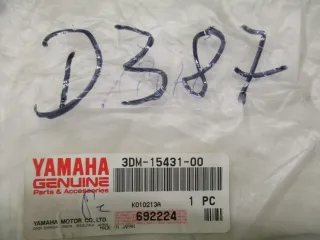 D387
YAMAHA
GENUINE
Parts & Accessories
3DM-15431-00
K010213A
1 PC
YAMAHA MOTOR CO., LTD.
692224